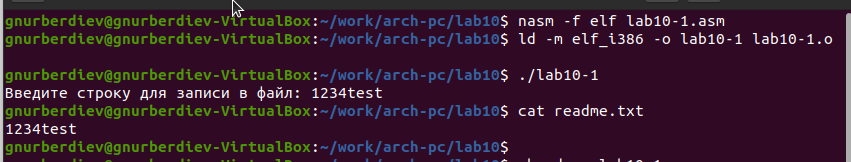 gnurberdiev@gnurberdiev-VirtualBox:~/work/arch-pc/lab10$ nasm -f elf lab10-1.asm
gnurberdiev@gnurberdiev-VirtualBox:~/work/arch-pc/lab10$ ld -m elf_i386 -o lab10-1 lab10-1.o
gnurberdiev@gnurberdiev-VirtualBox:~/work/arch-pc/lab10$ ./lab10-1
Введите строку для записи в файл: 1234test
gnurberdiev@gnurberdiev-VirtualBox:~/work/arch-pc/lab10$ cat readme.txt
1234test
gnurberdiev@gnurberdiev-VirtualBox:~/work/arch-pc/lab10$